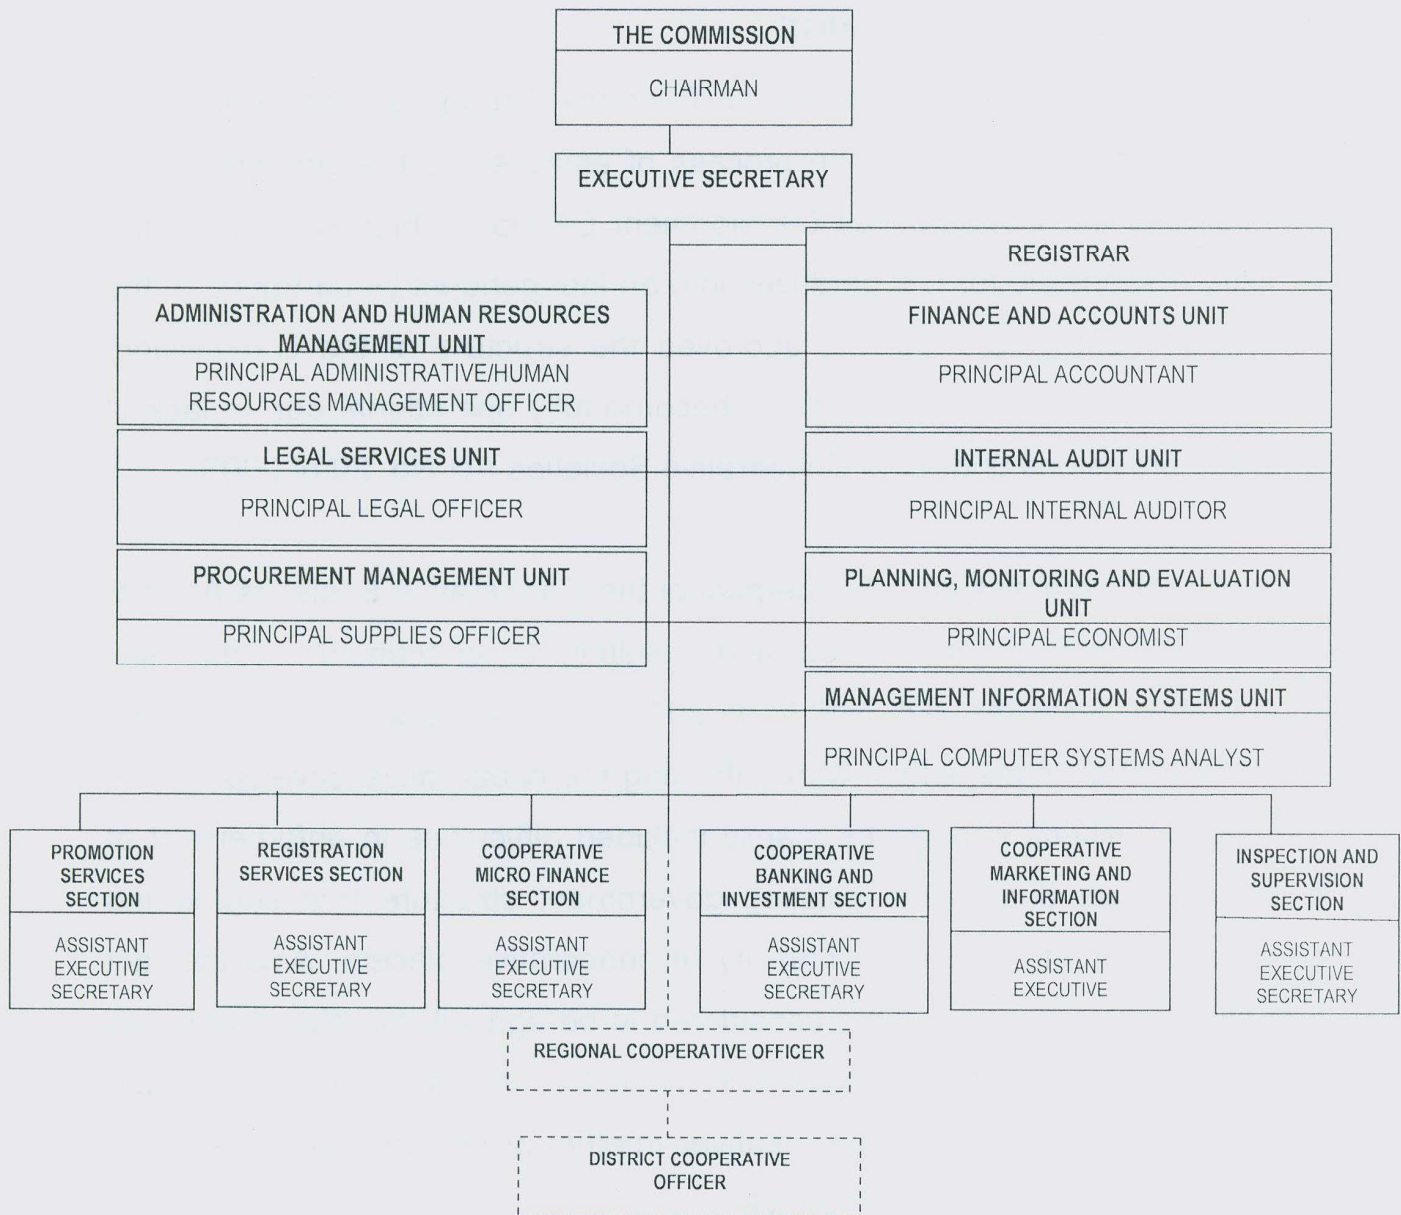 THE COMMISSION
CHAIRMAN
EXECUTIVE SECRETARY
REGISTRAR
ADMINISTRATION AND HUMAN RESOURCES
MANAGEMENT UNIT
PRINCIPAL ADMINISTRATIVE/HUMAN
RESOURCES MANAGEMENT OFFICER
FINANCE AND ACCOUNTS UNIT
PRINCIPAL ACCOUNTANT
LEGAL SERVICES UNIT
PRINCIPAL LEGAL OFFICER
INTERNAL AUDIT UNIT
PRINCIPAL INTERNAL AUDITOR
PROCUREMENT MANAGEMENT UNIT
PRINCIPAL SUPPLIES OFFICER
PLANNING, MONITORING AND EVALUATION
UNIT
PRINCIPAL ECONOMIST
MANAGEMENT INFORMATION SYSTEMS UNIT
PRINCIPAL COMPUTER SYSTEMS ANALYST
PROMOTION
SERVICES
SECTION
ASSISTANT
EXECUTIVE
SECRETARY
REGISTRATION
SERVICES SECTION
ASSISTANT
EXECUTIVE
SECRETARY
COOPERATIVE
MICRO FINANCE
SECTION
ASSISTANT
EXECUTIVE
SECRETARY
COOPERATIVE
BANKING AND
INVESTMENT SECTION
ASSISTANT
EXECUTIVE
SECRETARY
COOPERATIVE
MARKETING AND
INFORMATION
SECTION
ASSISTANT
EXECUTIVE
INSPECTION AND
SUPERVISION
SECTION
ASSISTANT
EXECUTIVE
SECRETARY
REGIONAL COOPERATIVE OFFICER
DISTRICT COOPERATIVE
OFFICER